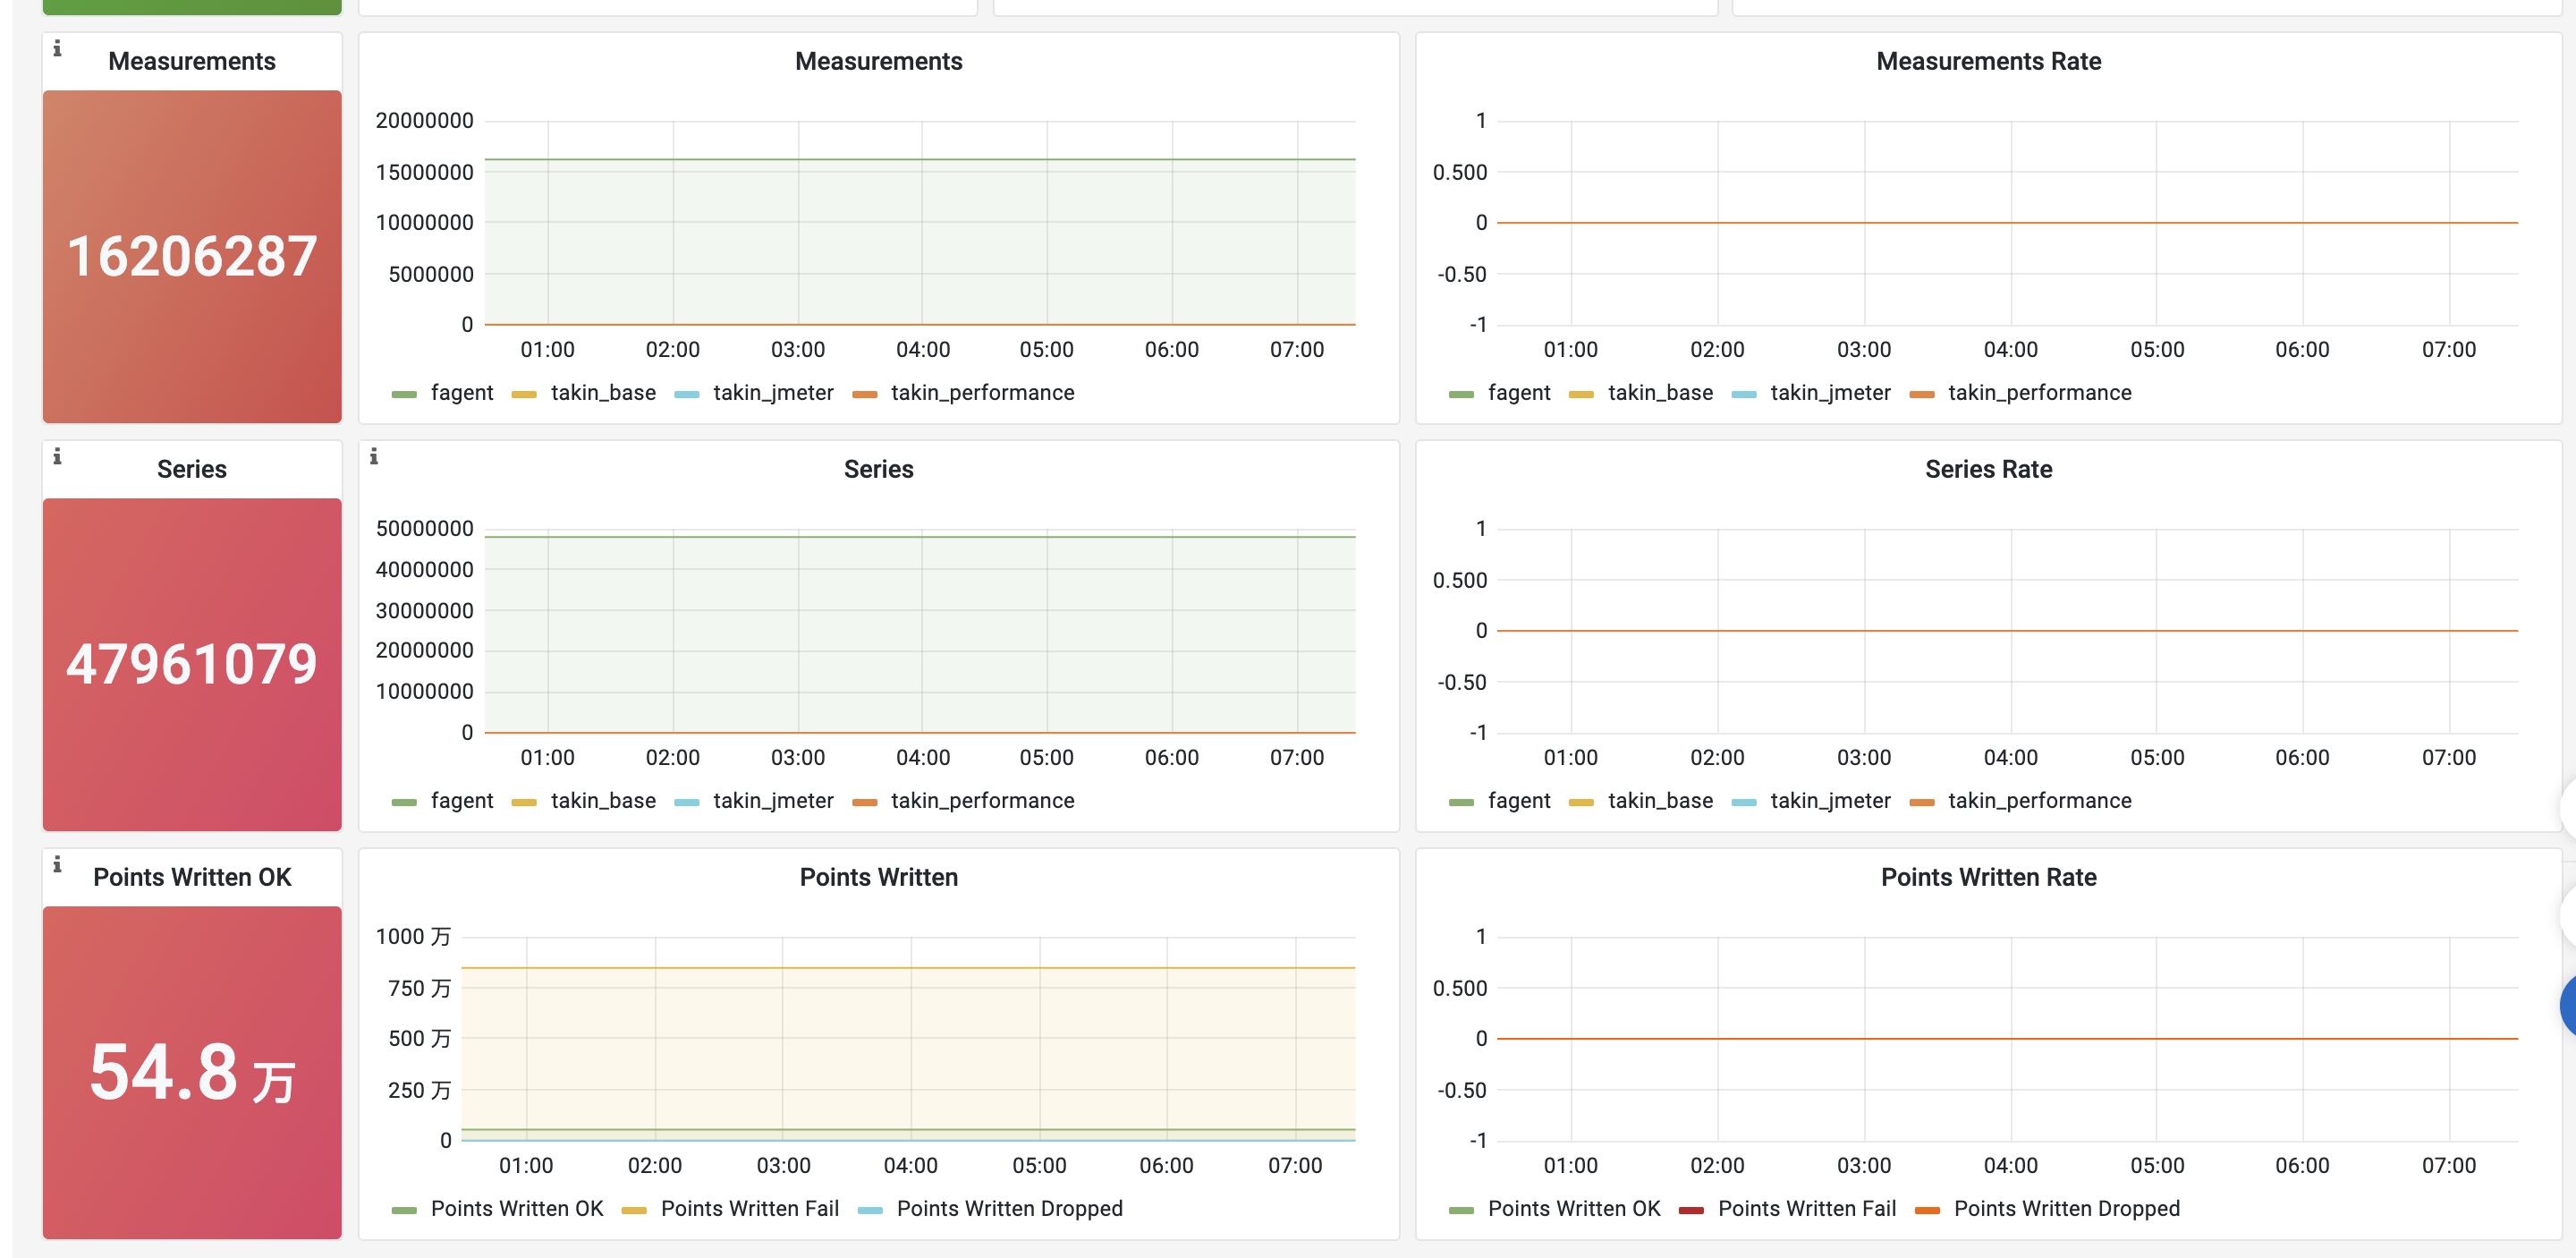 Measurements
16206287
Measurements
20000000
15000000
10000000
5000000
0
01:00 02:00 03:00 04:00 05:00 06:00 07:00
fagent takin_base takin_jmeter takin_performance
Measurements Rate
1
0.500
0
-0.50
-1
01:00 02:00 03:00 04:00 05:00 06:00 07:00
fagent takin_base takin_jmeter takin_performance
Series
47961079
Series
50000000
40000000
30000000
20000000
10000000
0
01:00 02:00 03:00 04:00 05:00 06:00 07:00
fagent takin_base takin_jmeter takin_performance
Series Rate
1
0.500
0
-0.50
-1
01:00 02:00 03:00 04:00 05:00 06:00 07:00
fagent takin_base takin_jmeter takin_performance
Points Written OK
54.8 万
Points Written
1000 万
750 万
500 万
250 万
0
01:00 02:00 03:00 04:00 05:00 06:00 07:00
Points Written OK Points Written Fail Points Written Dropped
Points Written Rate
1
0.500
0
-0.50
-1
01:00 02:00 03:00 04:00 05:00 06:00 07:00
Points Written OK Points Written Fail Points Written Dropped